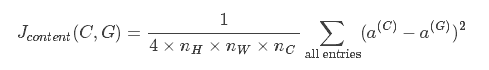 J_{content}(C, G) = \frac{1}{4 \times n_H \times n_W \times n_C} \sum_{\text{all entries}} (a^{(C)} - a^{(G)})^2